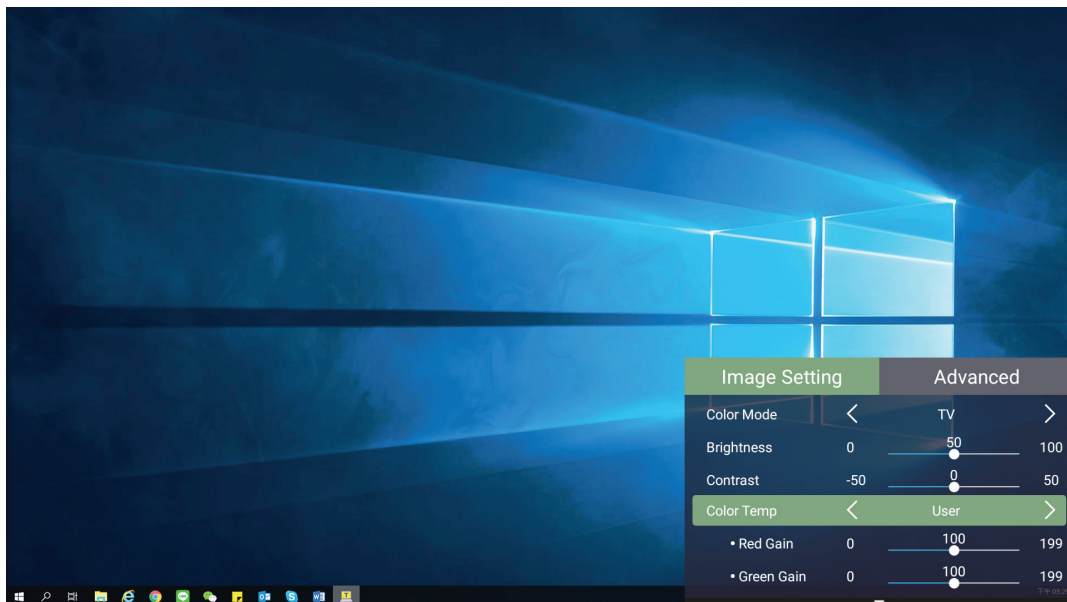 Image Setting Advanced
Color Mode TV
Brightness 0 50 100
Contrast -50 0 50
Color Temp User
• Red Gain 0 100 199
• Green Gain 0 100 199